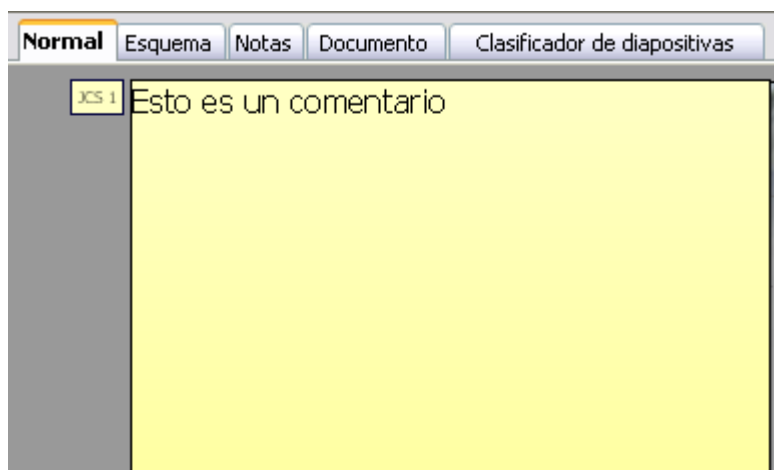 Normal Esquema Notas Documento Clasificador de diapositivas
JCS 1 Esto es un comentario